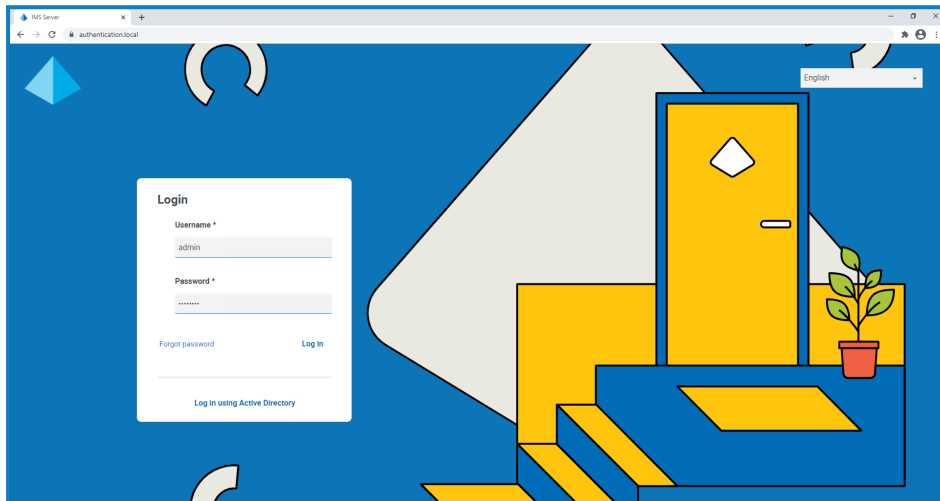 IMS Server
authentication.local
English
Login
Username *
admin
Password *
••••••••
Forgot password
Log in
Log in using Active Directory